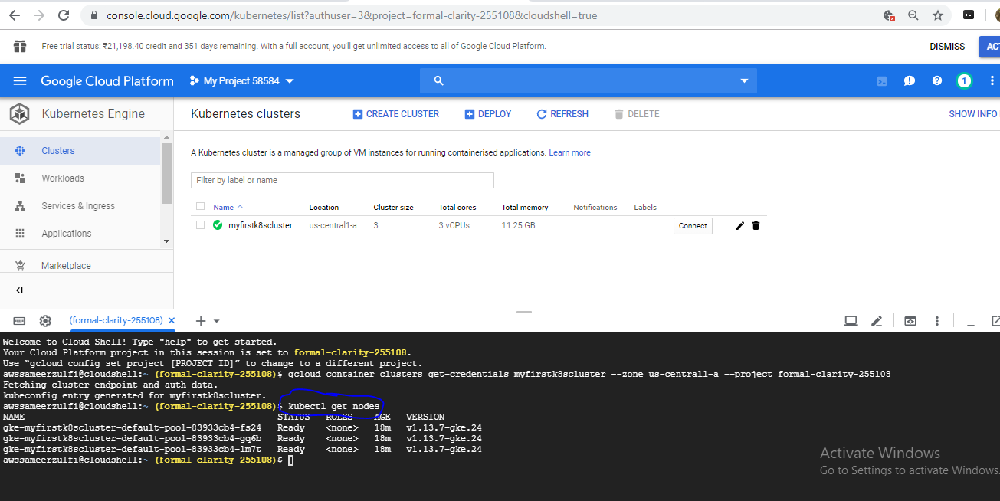 console.cloud.google.com/kubernetes/list?authuser=3&project=formal-clarity-255108&cloudshell=true
Free trial status: ₹21,198.40 credit and 351 days remaining. With a full account, you'll get unlimited access to all of Google Cloud Platform.
DISMISS
ACT
Google Cloud Platform
My Project 58584
1
Kubernetes Engine
Kubernetes clusters
CREATE CLUSTER
DEPLOY
REFRESH
DELETE
SHOW INFO
Clusters
Workloads
Services & Ingress
Applications
Marketplace
A Kubernetes cluster is a managed group of VM instances for running containerised applications. Learn more
Filter by label or name
Name Location Cluster size Total cores Total memory Notifications Labels
myfirstk8scluster us-central1-a 3 3 vCPUs 11.25 GB Connect
(formal-clarity-255108)
Welcome to Cloud Shell! Type "help" to get started.
Your Cloud Platform project in this session is set to formal-clarity-255108.
Use “gcloud config set project [PROJECT_ID]” to change to a different project.
awssameerzulfi@cloudshell:~ (formal-clarity-255108)$ gcloud container clusters get-credentials myfirstk8scluster --zone us-central1-a --project formal-clarity-255108
Fetching cluster endpoint and auth data.
kubeconfig entry generated for myfirstk8scluster.
awssameerzulfi@cloudshell:~ (formal-clarity-255108)$ kubectl get nodes
NAME STATUS ROLES AGE VERSION
gke-myfirstk8scluster-default-pool-83933cb4-fs24 Ready <none> 18m v1.13.7-gke.24
gke-myfirstk8scluster-default-pool-83933cb4-gq6b Ready <none> 18m v1.13.7-gke.24
gke-myfirstk8scluster-default-pool-83933cb4-lm7t Ready <none> 18m v1.13.7-gke.24
awssameerzulfi@cloudshell:~ (formal-clarity-255108)$
Activate Windows
Go to Settings to activate Windows.